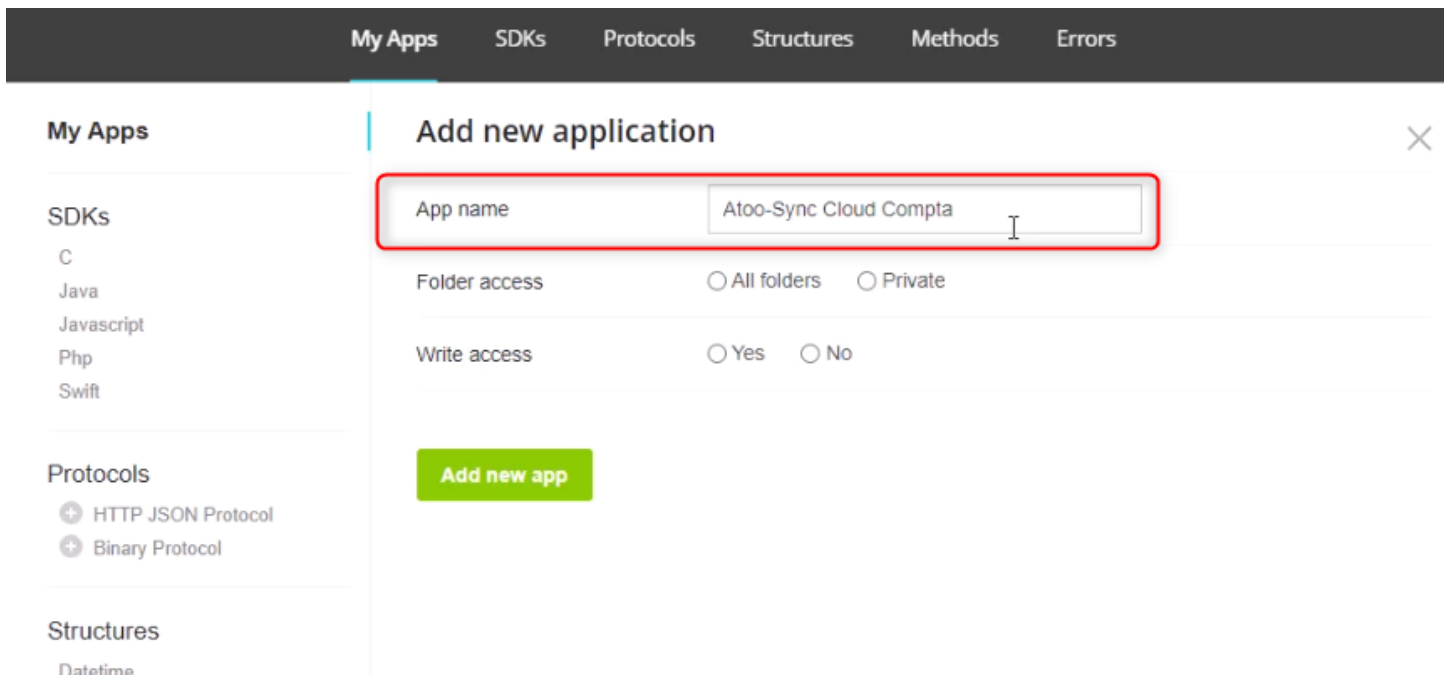 My Apps SDKs Protocols Structures Methods Errors
My Apps
SDKs
C
Java
Javascript
Php
Swift
Protocols
HTTP JSON Protocol
Binary Protocol
Structures
Datetime
Add new application
App name Atoo-Sync Cloud Compta
Folder access All folders Private
Write access Yes No
Add new app